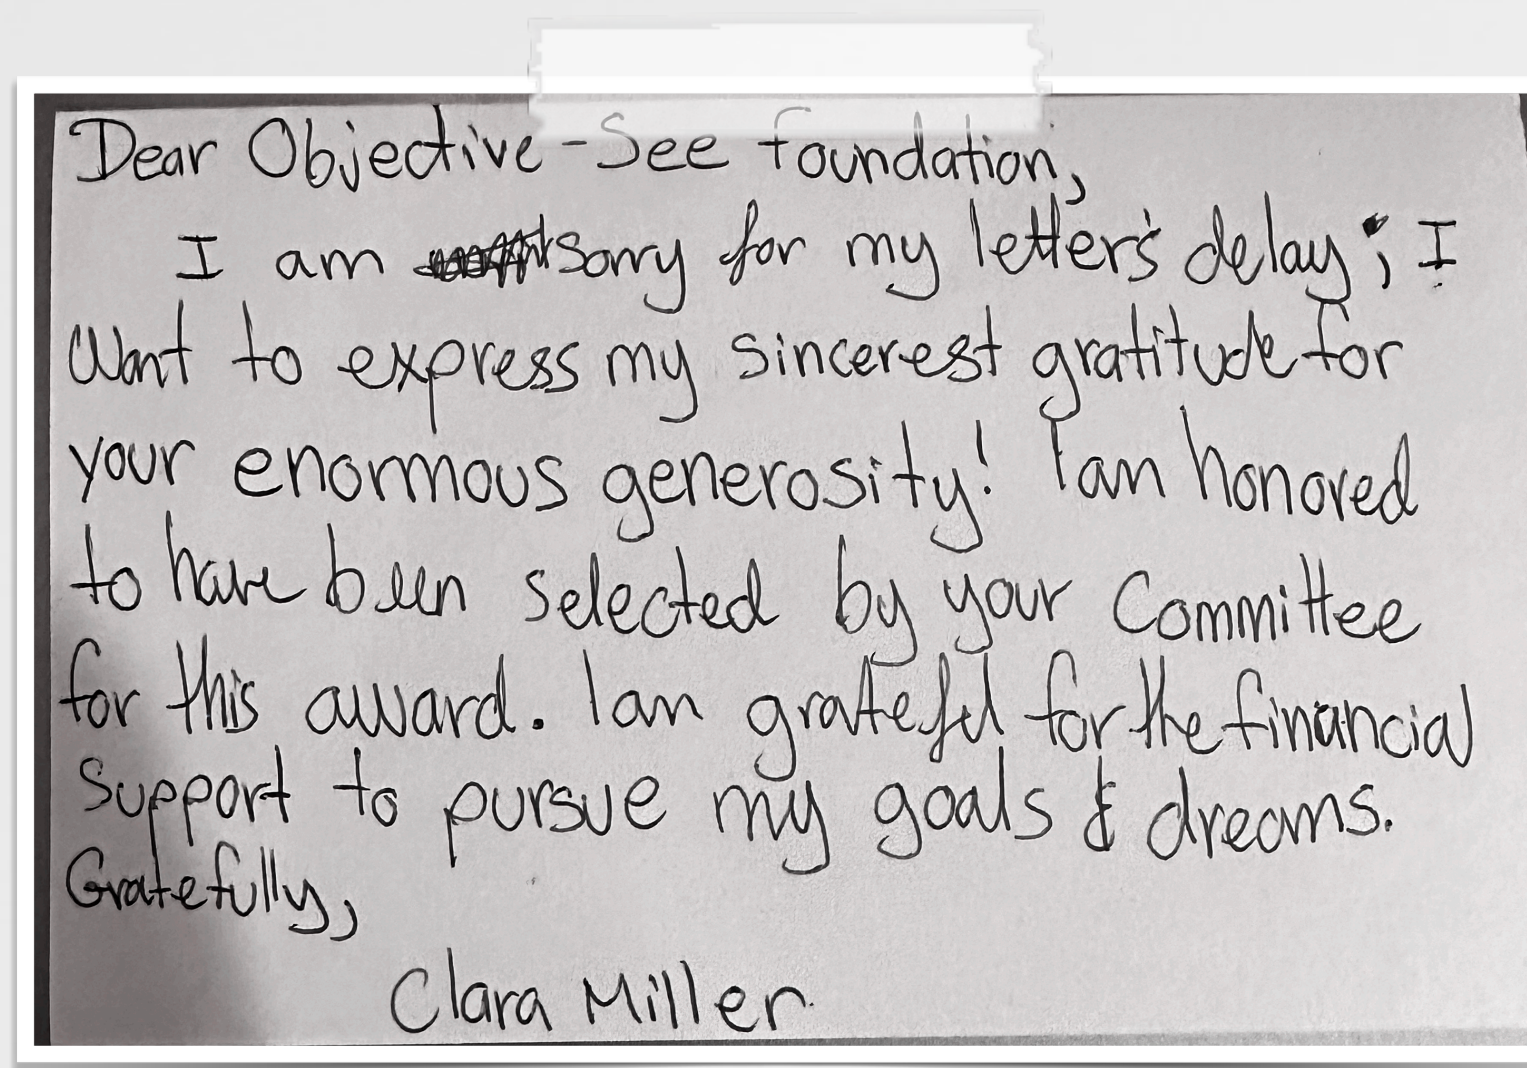 Dear Objective-See foundation,
I am sorry for my letter's delay; I
want to express my sincerest gratitude for
your enormous generosity! I am honored
to have been selected by your Committee
for this award. I am grateful for the financial
support to pursue my goals & dreams.
Gratefully,
Clara Miller